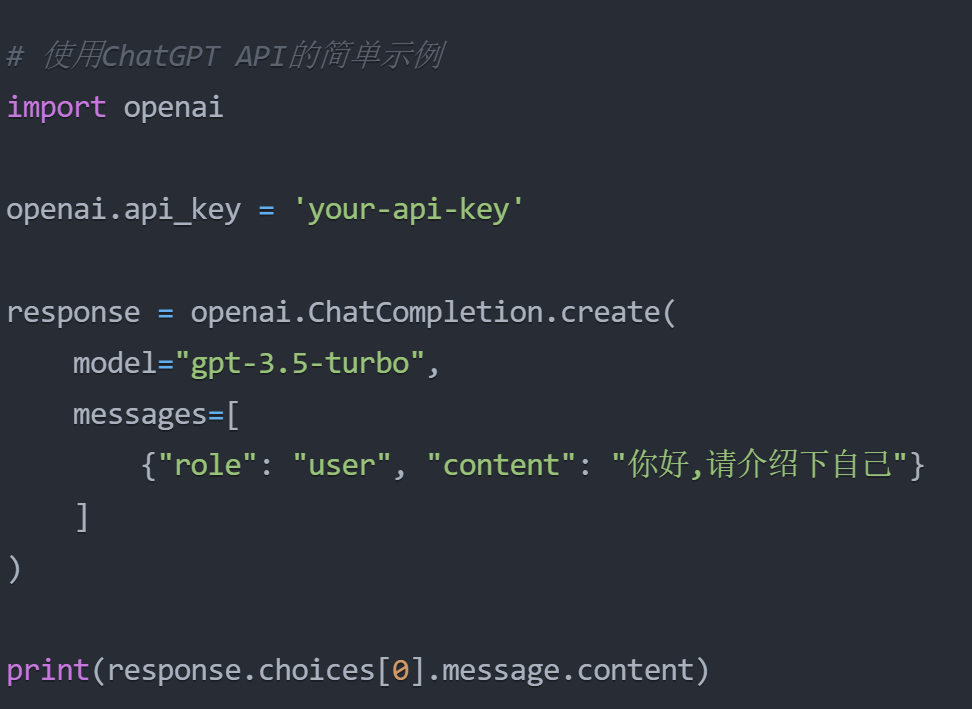 # 使用ChatGPT API的简单示例
import openai

openai.api_key = 'your-api-key'

response = openai.ChatCompletion.create(
    model="gpt-3.5-turbo",
    messages=[
        {"role": "user", "content": "你好,请介绍下自己"}
    ]
)

print(response.choices[0].message.content)